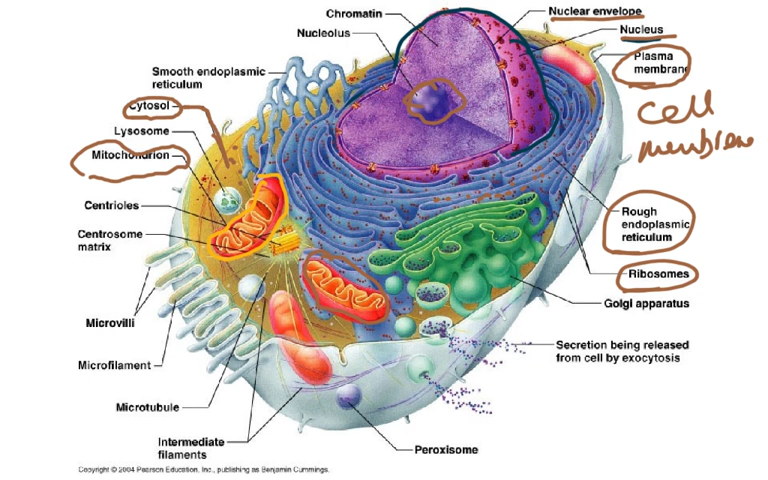 Chromatin
Nucleolus
Smooth endoplasmic
reticulum
Cytosol
Lysosome
Mitochondrion
Centrioles
Centrosome
matrix
Microvilli
Microfilament
Microtubule
Intermediate
filaments
Nuclear envelope
Nucleus
Plasma
membrane
Cell
membrane
Rough
endoplasmic
reticulum
Ribosomes
Golgi apparatus
Secretion being released
from cell by exocytosis
Peroxisome
Copyright © 2004 Pearson Education, Inc., publishing as Benjamin Cummings.